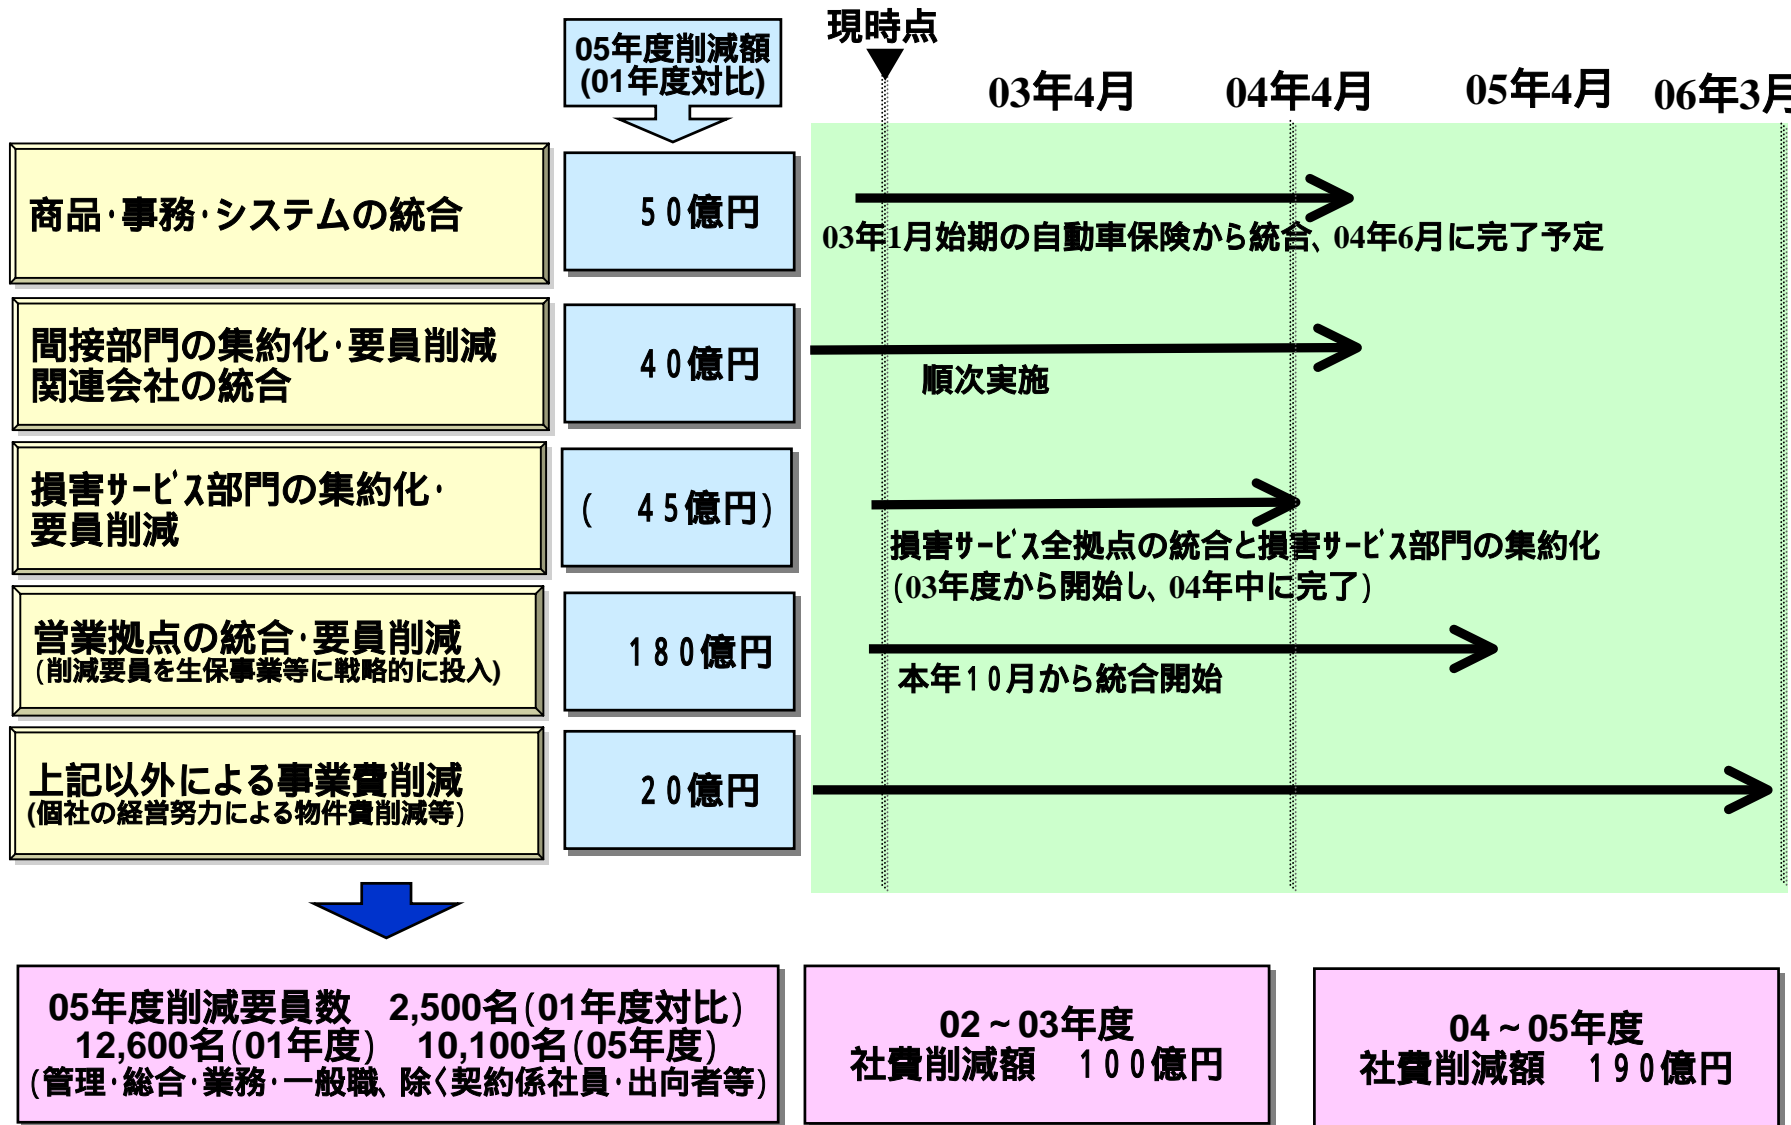 05年度削減額
(01年度対比)
現時点
03年4月
04年4月
05年4月
06年3月
商品･事務･システムの統合
５０億円
03年1月始期の自動車保険から統合、04年6月に完了予定
間接部門の集約化･要員削減
関連会社の統合
４０億円
順次実施
損害ｻｰﾋﾞｽ部門の集約化･
要員削減
(　４５億円)
損害ｻｰﾋﾞｽ全拠点の統合と損害ｻｰﾋﾞｽ部門の集約化
(03年度から開始し、04年中に完了)
営業拠点の統合･要員削減
(削減要員を生保事業等に戦略的に投入)
１８０億円
本年１０月から統合開始
上記以外による事業費削減
(個社の経営努力による物件費削減等)
２０億円
05年度削減要員数　2,500名(01年度対比)
12,600名(01年度)　10,100名(05年度)
(管理･総合･業務･一般職、除く契約係社員･出向者等)
02～03年度
社費削減額　１００億円
04～05年度
社費削減額　１９０億円